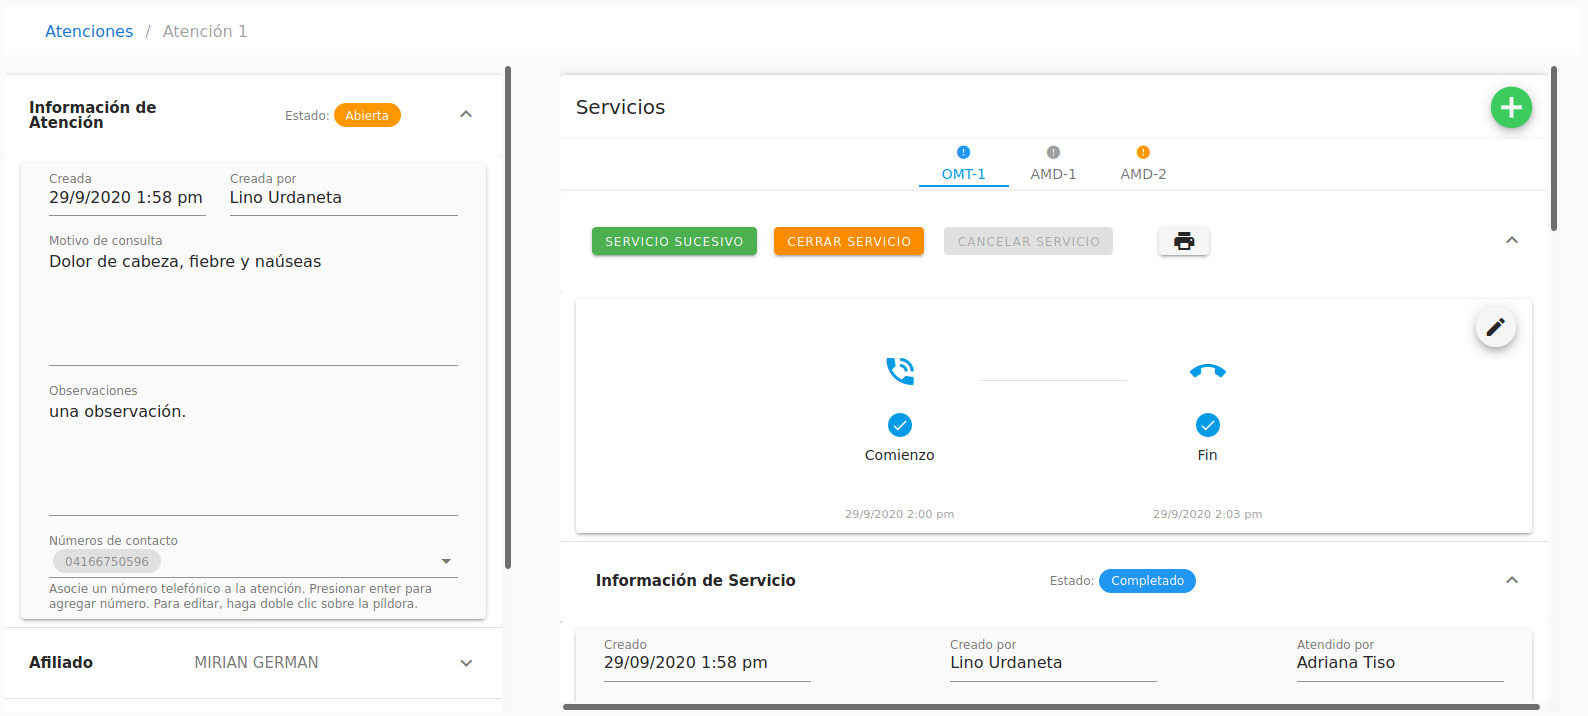 Atenciones / Atención 1
Información de
Atención
Estado: Abierta
Creada
29/9/2020 1:58 pm
Creada por
Lino Urdaneta
Motivo de consulta
Dolor de cabeza, fiebre y naúseas
Observaciones
una observación.
Números de contacto
04166750596
Asocie un número telefónico a la atención. Presionar enter para
agregar número. Para editar, haga doble clic sobre la píldora.
Afiliado MIRIAN GERMAN
Servicios
OMT-1 AMD-1 AMD-2
SERVICIO SUCESIVO CERRAR SERVICIO CANCELAR SERVICIO
Comienzo Fin
29/9/2020 2:00 pm 29/9/2020 2:03 pm
Información de Servicio Estado: Completado
Creado
29/09/2020 1:58 pm
Creado por
Lino Urdaneta
Atendido por
Adriana Tiso